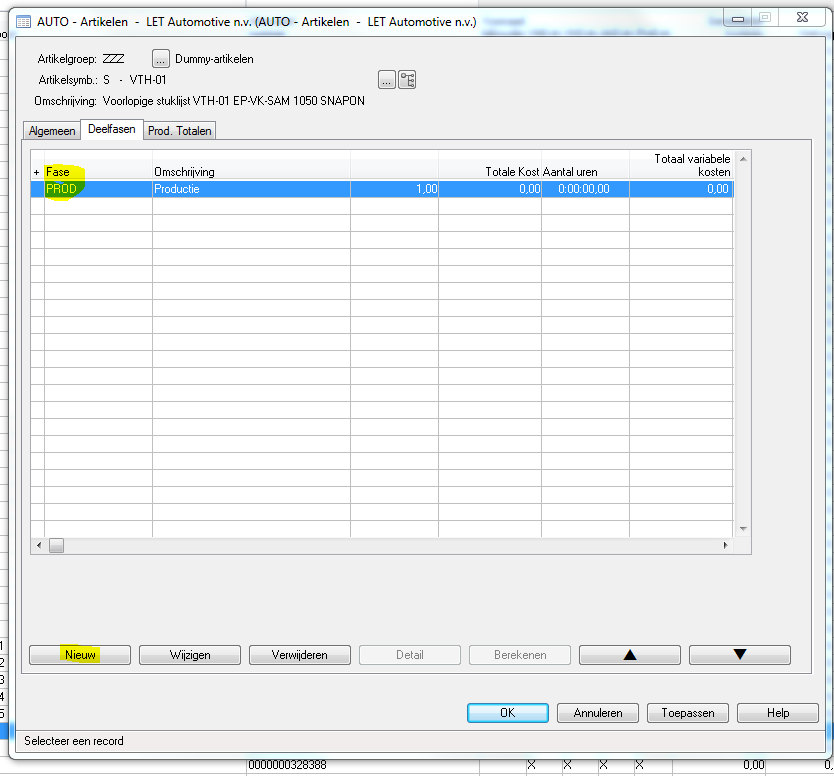 AUTO - Artikelen - LET Automotive n.v. (AUTO - Artikelen - LET Automotive n.v.)
Artikelgroep: ZZZ ... Dummy-artikelen
Artikelsymb.: S - VTH-01 ...
Omschrijving: Voorlopige stuklijst VTH-01 EP-VK-SAM 1050 SNAPON
Algemeen Deelfasen Prod. Totalen
+ Fase Omschrijving Totale Kost Aantal uren Totaal variabele kosten
PROD Productie 1,00 0,00 0:00:00,00 0,00
Nieuw Wijzigen Verwijderen Detail Berekenen ▲ ▼
OK Annuleren Toepassen Help
Selecteer een record
0000000328388 X X X X 0,00